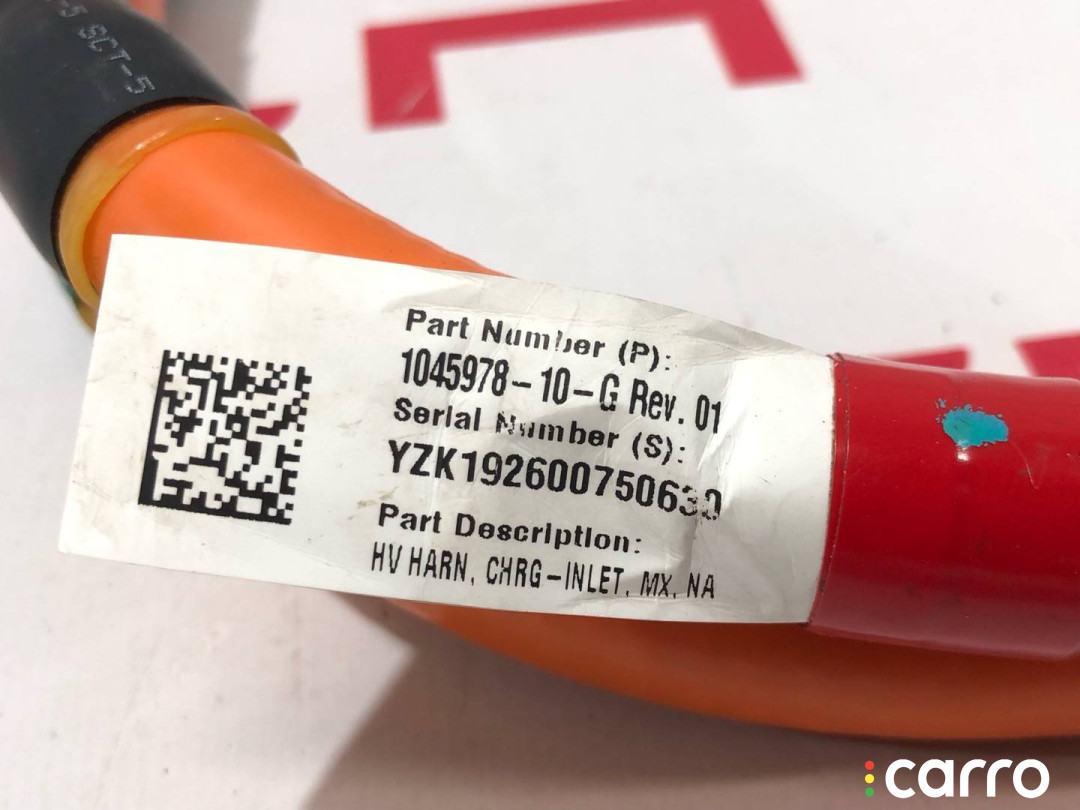 SCT-5
Part Number (P):
1045978-10-G Rev. 01
Serial Number (S):
YZK192600750630
Part Description:
HV HARN, CHRG-INLET, MX, NA
carro